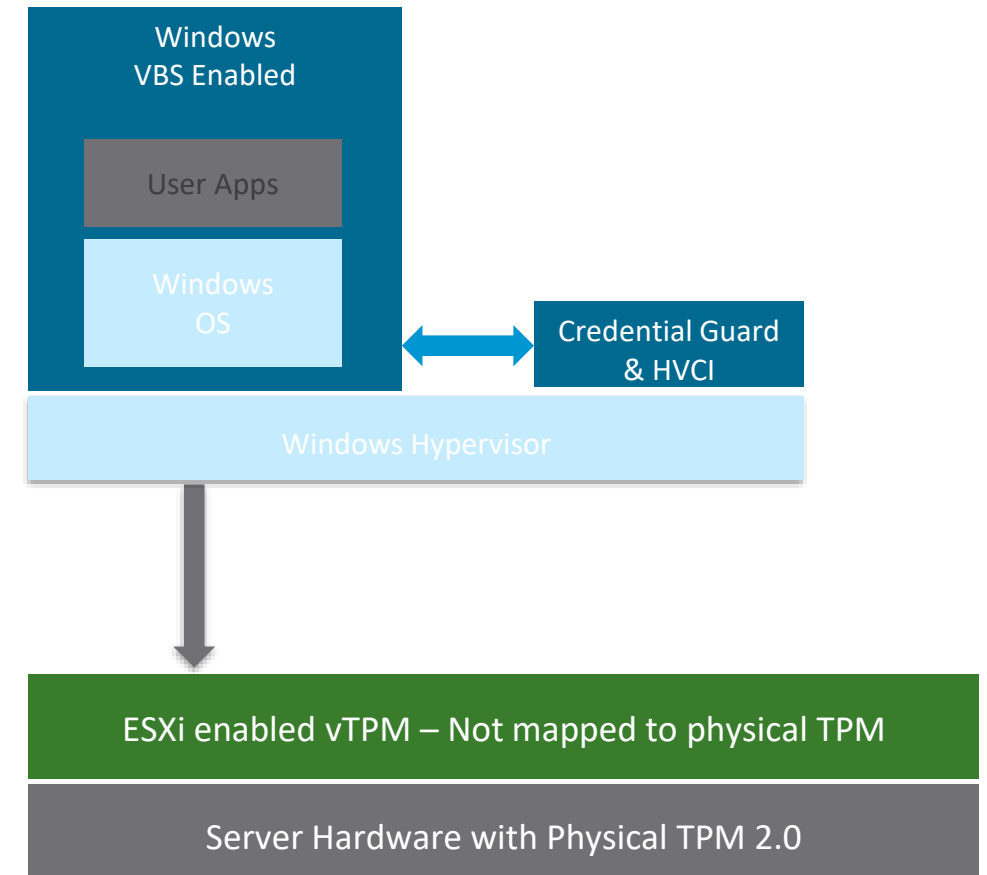 Windows
VBS Enabled
User Apps
Windows
OS
Credential Guard
& HVCI
Windows Hypervisor
ESXi enabled vTPM – Not mapped to physical TPM
Server Hardware with Physical TPM 2.0